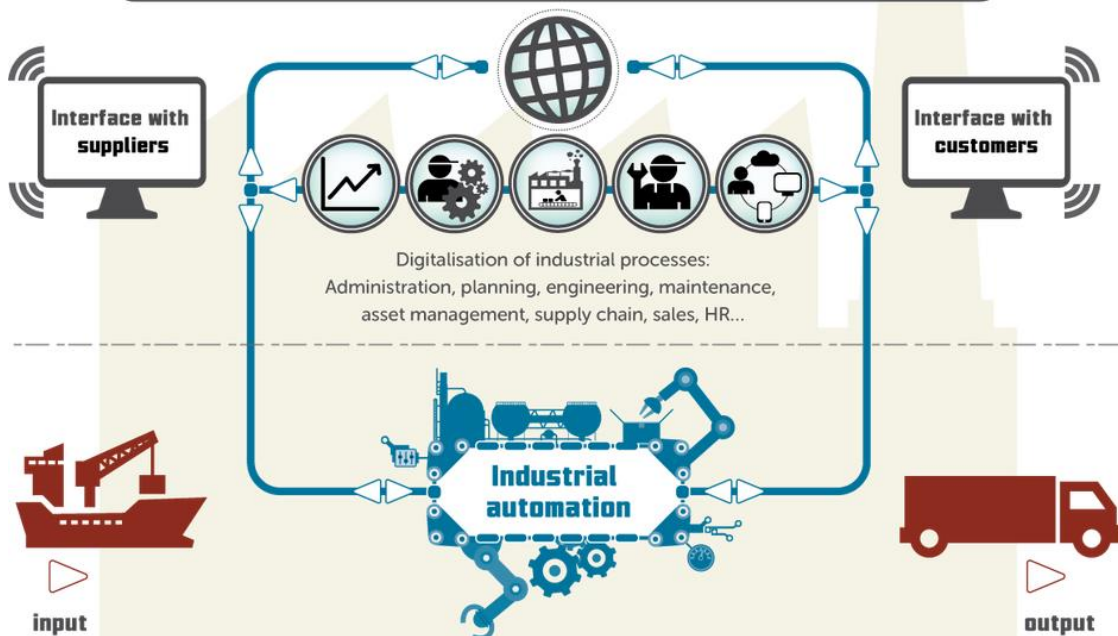 Interface with
suppliers
Interface with
customers
Digitalisation of industrial processes:
Administration, planning, engineering, maintenance,
asset management, supply chain, sales, HR...
Industrial
automation
input
output